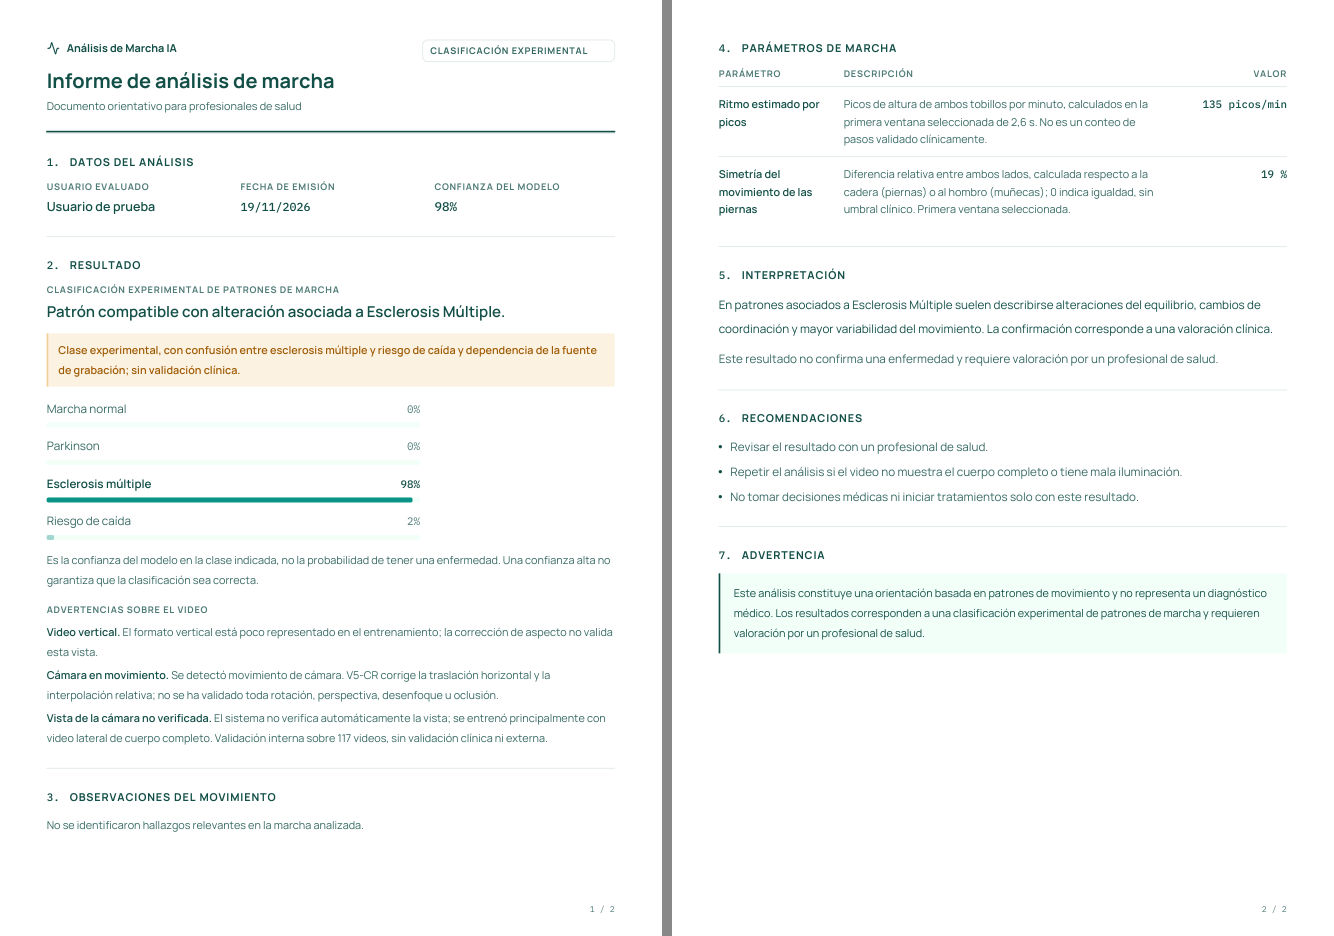 Análisis de Marcha IA
CLASIFICACIÓN EXPERIMENTAL
Informe de análisis de marcha
Documento orientativo para profesionales de salud
1. DATOS DEL ANÁLISIS
USUARIO EVALUADO FECHA DE EMISIÓN CONFIANZA DEL MODELO
Usuario de prueba 19/11/2026 98%
2. RESULTADO
CLASIFICACIÓN EXPERIMENTAL DE PATRONES DE MARCHA
Patrón compatible con alteración asociada a Esclerosis Múltiple.
Clase experimental, con confusión entre esclerosis múltiple y riesgo de caída y dependencia de la fuente
de grabación; sin validación clínica.
Marcha normal 0%
Parkinson 0%
Esclerosis múltiple 98%
Riesgo de caída 2%
Es la confianza del modelo en la clase indicada, no la probabilidad de tener una enfermedad. Una confianza alta no
garantiza que la clasificación sea correcta.
ADVERTENCIAS SOBRE EL VIDEO
Video vertical. El formato vertical está poco representado en el entrenamiento; la corrección de aspecto no valida
esta vista.
Cámara en movimiento. Se detectó movimiento de cámara. V5-CR corrige la traslación horizontal y la
interpolación relativa; no se ha validado toda rotación, perspectiva, desenfoque u oclusión.
Vista de la cámara no verificada. El sistema no verifica automáticamente la vista; se entrenó principalmente con
video lateral de cuerpo completo. Validación interna sobre 117 videos, sin validación clínica ni externa.
3. OBSERVACIONES DEL MOVIMIENTO
No se identificaron hallazgos relevantes en la marcha analizada.
1 / 2
4. PARÁMETROS DE MARCHA
PARÁMETRO DESCRIPCIÓN VALOR
Ritmo estimado por Picos de altura de ambos tobillos por minuto, calculados en la 135 picos/min
picos primera ventana seleccionada de 2,6 s. No es un conteo de
pasos validado clínicamente.
Simetría del Diferencia relativa entre ambos lados, calculada respecto a la 19 %
movimiento de las cadera (piernas) o al hombro (muñecas); 0 indica igualdad, sin
piernas umbral clínico. Primera ventana seleccionada.
5. INTERPRETACIÓN
En patrones asociados a Esclerosis Múltiple suelen describirse alteraciones del equilibrio, cambios de
coordinación y mayor variabilidad del movimiento. La confirmación corresponde a una valoración clínica.
Este resultado no confirma una enfermedad y requiere valoración por un profesional de salud.
6. RECOMENDACIONES
• Revisar el resultado con un profesional de salud.
• Repetir el análisis si el video no muestra el cuerpo completo o tiene mala iluminación.
• No tomar decisiones médicas ni iniciar tratamientos solo con este resultado.
7. ADVERTENCIA
Este análisis constituye una orientación basada en patrones de movimiento y no representa un diagnóstico
médico. Los resultados corresponden a una clasificación experimental de patrones de marcha y requieren
valoración por un profesional de salud.
2 / 2